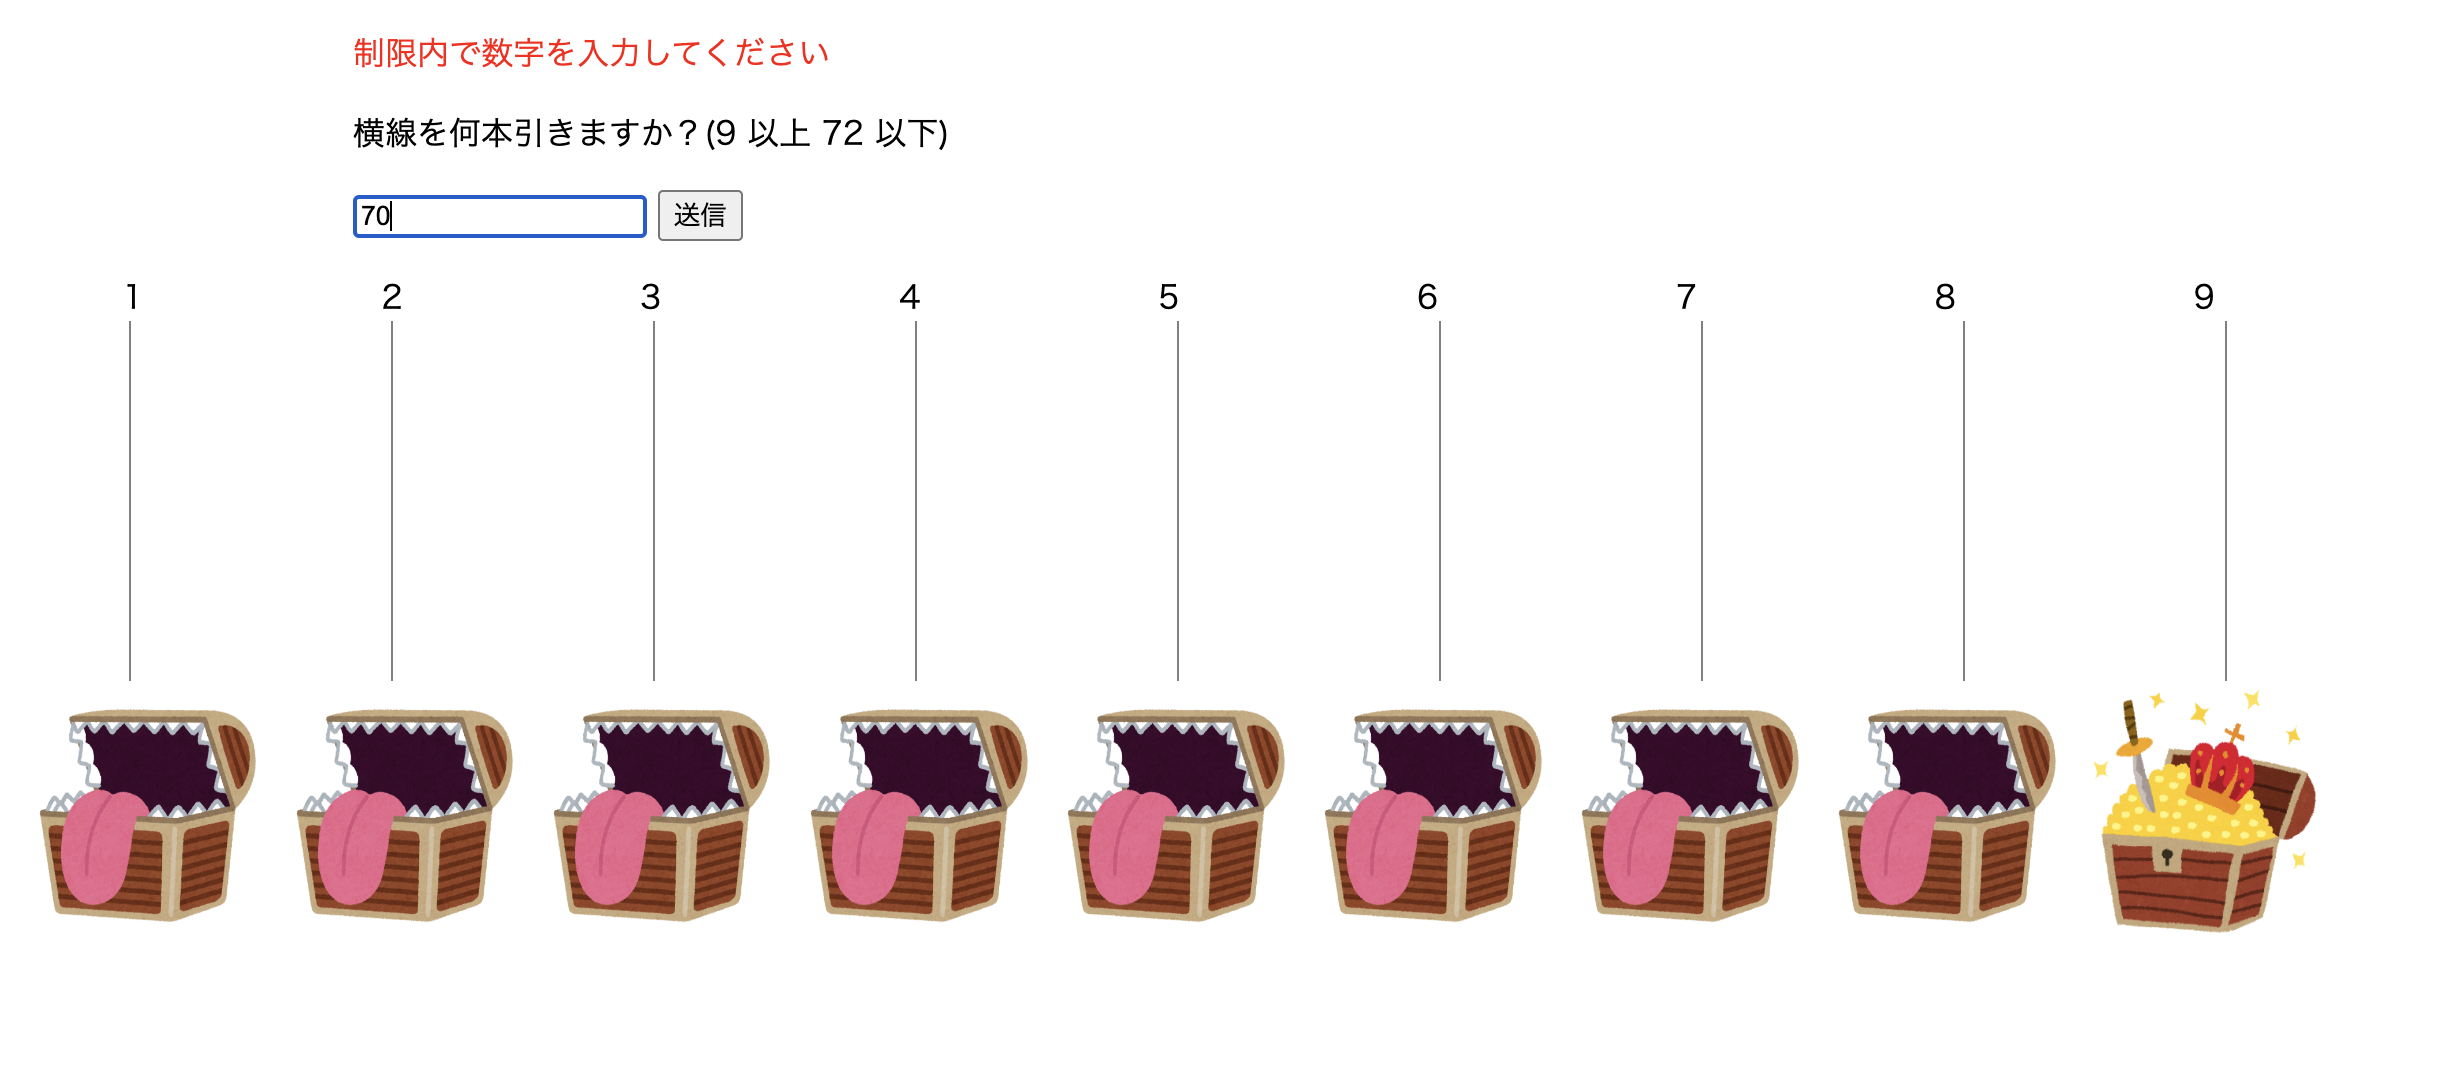 制限内で数字を入力してください
横線を何本引きますか？(9 以上 72 以下)
70 送信
1 2 3 4 5 6 7 8 9